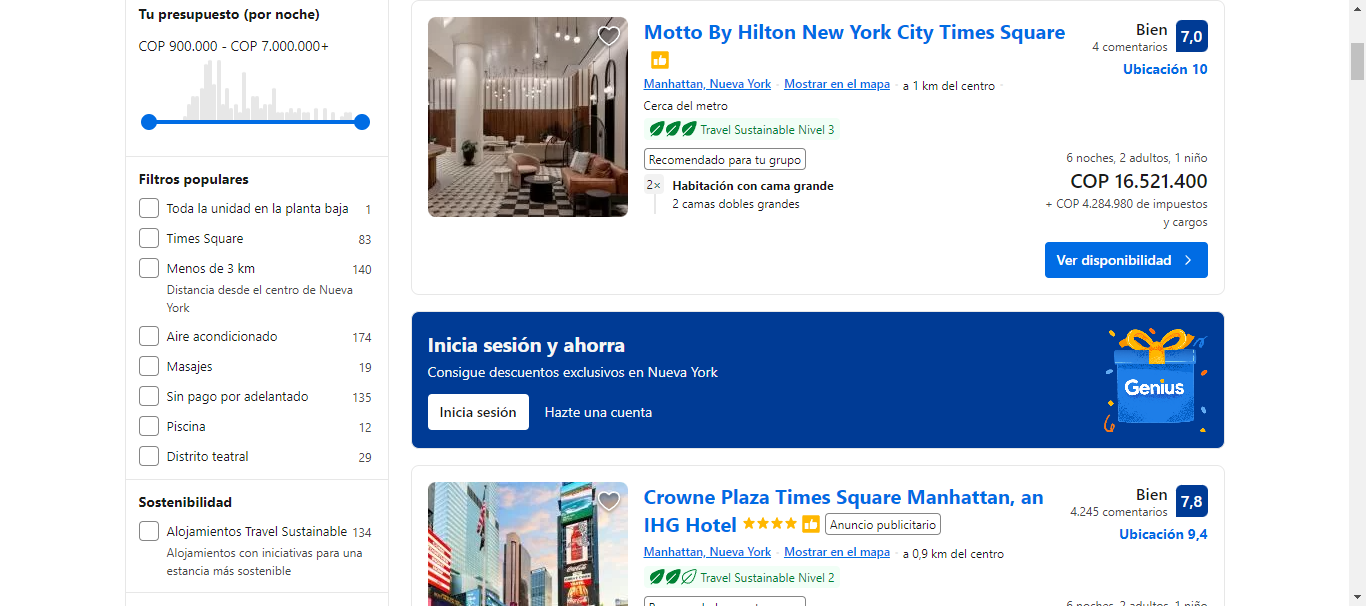 Tu presupuesto (por noche)
COP 900.000 - COP 7.000.000+
Filtros populares
Toda la unidad en la planta baja 1
Times Square 83
Menos de 3 km 140
Distancia desde el centro de Nueva
York
Aire acondicionado 174
Masajes 19
Sin pago por adelantado 135
Piscina 12
Distrito teatral 29
Sostenibilidad
Alojamientos Travel Sustainable 134
Alojamientos con iniciativas para una
estancia más sostenible
Motto By Hilton New York City Times Square
Bien 7,0
4 comentarios
Ubicación 10
Manhattan, Nueva York · Mostrar en el mapa · a 1 km del centro ·
Cerca del metro
Travel Sustainable Nivel 3
Recomendado para tu grupo
2× Habitación con cama grande
2 camas dobles grandes
6 noches, 2 adultos, 1 niño
COP 16.521.400
+ COP 4.284.980 de impuestos
y cargos
Ver disponibilidad
Inicia sesión y ahorra
Consigue descuentos exclusivos en Nueva York
Inicia sesión Hazte una cuenta
Genius
Crowne Plaza Times Square Manhattan, an
IHG Hotel Anuncio publicitario
Bien 7,8
4.245 comentarios
Ubicación 9,4
Manhattan, Nueva York · Mostrar en el mapa · a 0,9 km del centro
Travel Sustainable Nivel 2
6 noches, 2 adultos, 1 niño